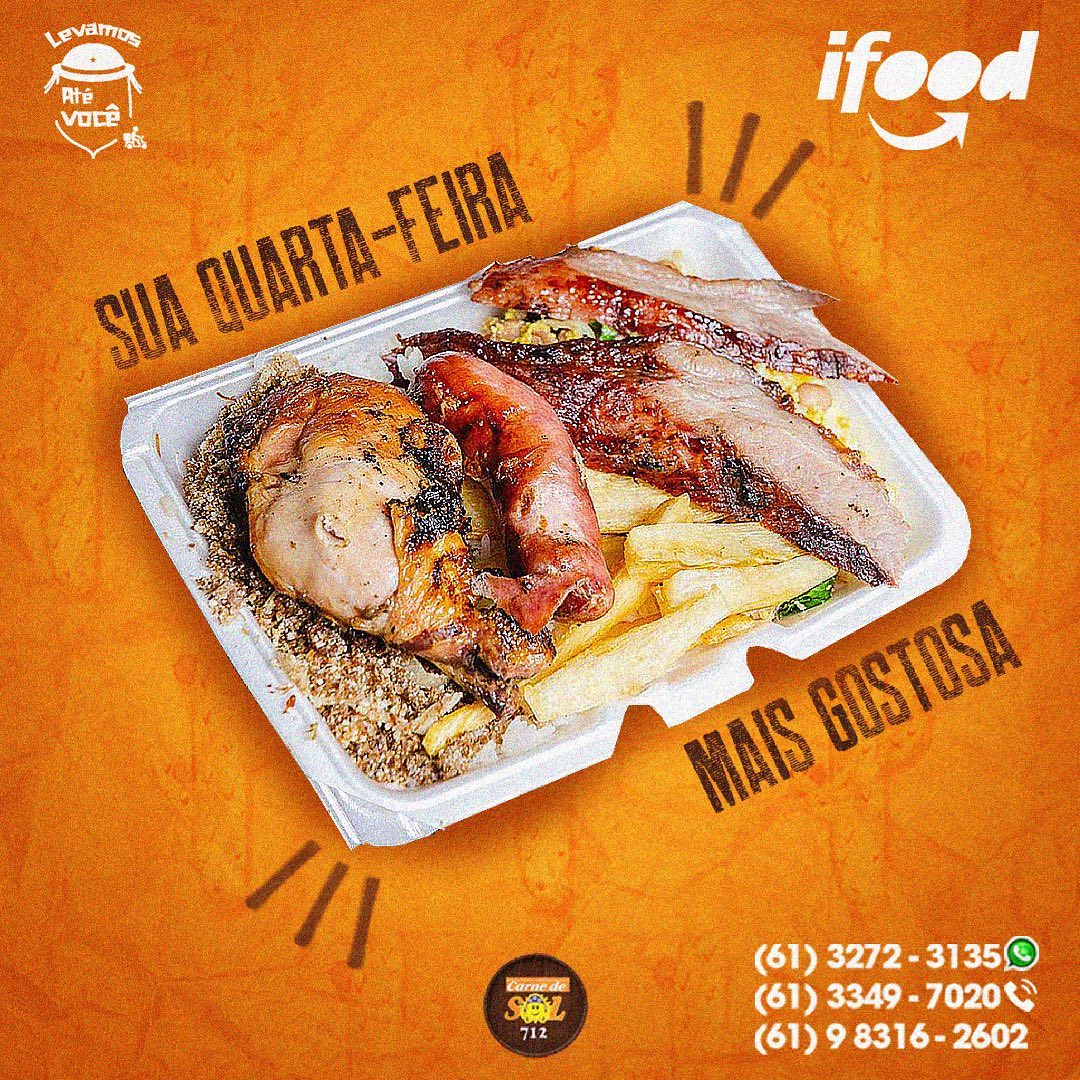 Levamos
Até
você
ifood
SUA QUARTA-FEIRA
MAIS GOSTOSA
(61) 3272 - 3135
(61) 3349 - 7020
(61) 9 8316 - 2602
Carne de
SOL
712